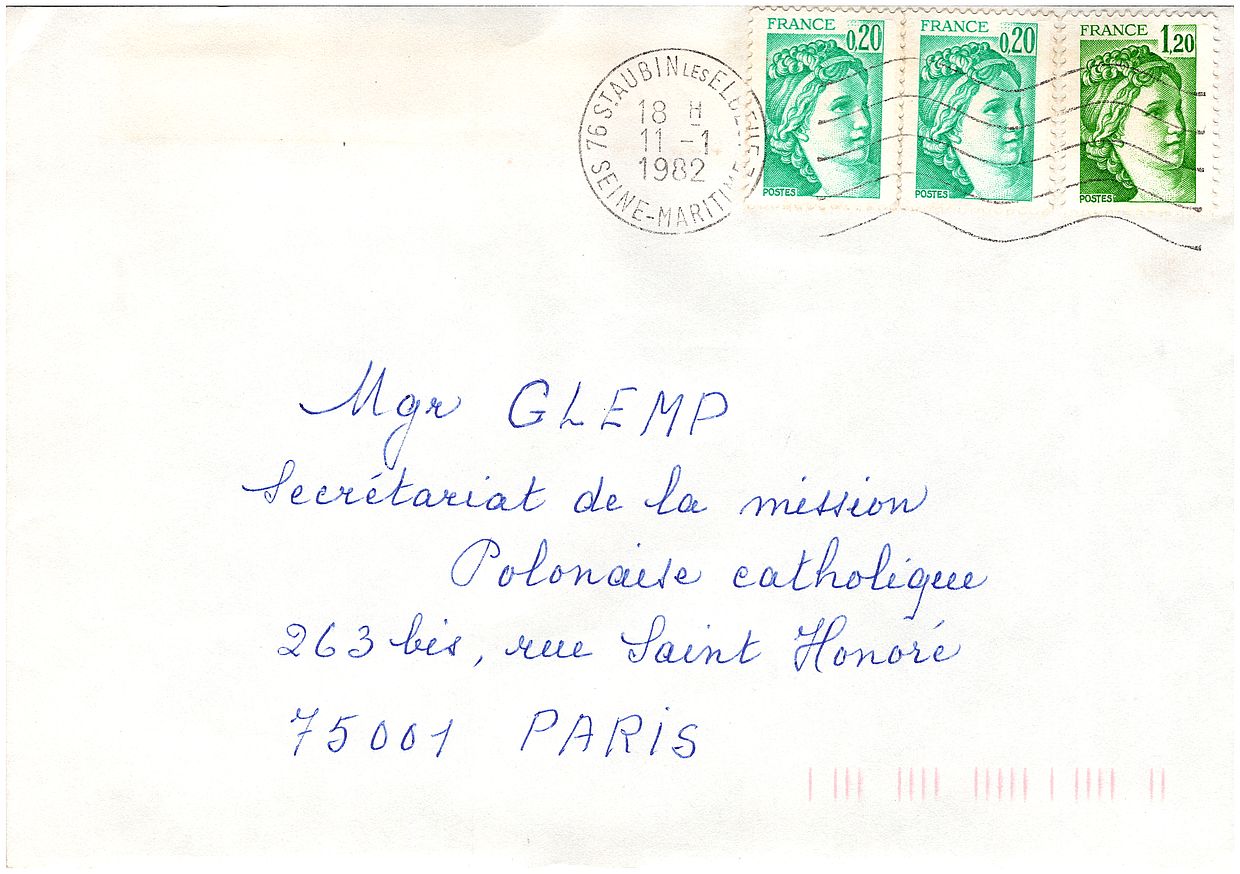 FRANCE 0,20
POSTES
FRANCE 0,20
POSTES
FRANCE 1,20
POSTES
76 ST AUBIN LES ELBEUF
18 H
11 -1
1982
SEINE-MARITIME
Mgr GLEMP
Secrétariat de la mission
Polonaise catholique
263 bis, rue Saint Honoré
75001 PARIS